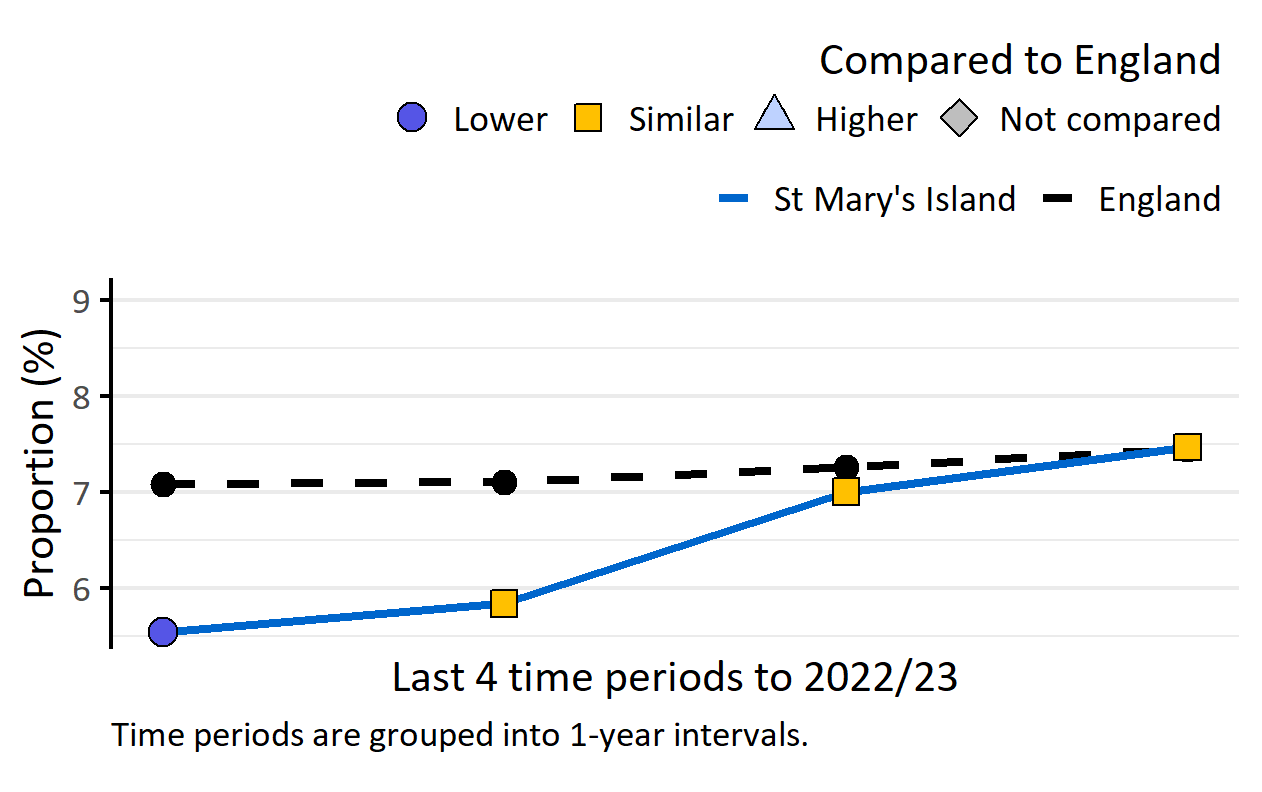 Compared to England
Lower Similar Higher Not compared
St Mary's Island England
9
8
7
6
Proportion (%)
Last 4 time periods to 2022/23
Time periods are grouped into 1-year intervals.